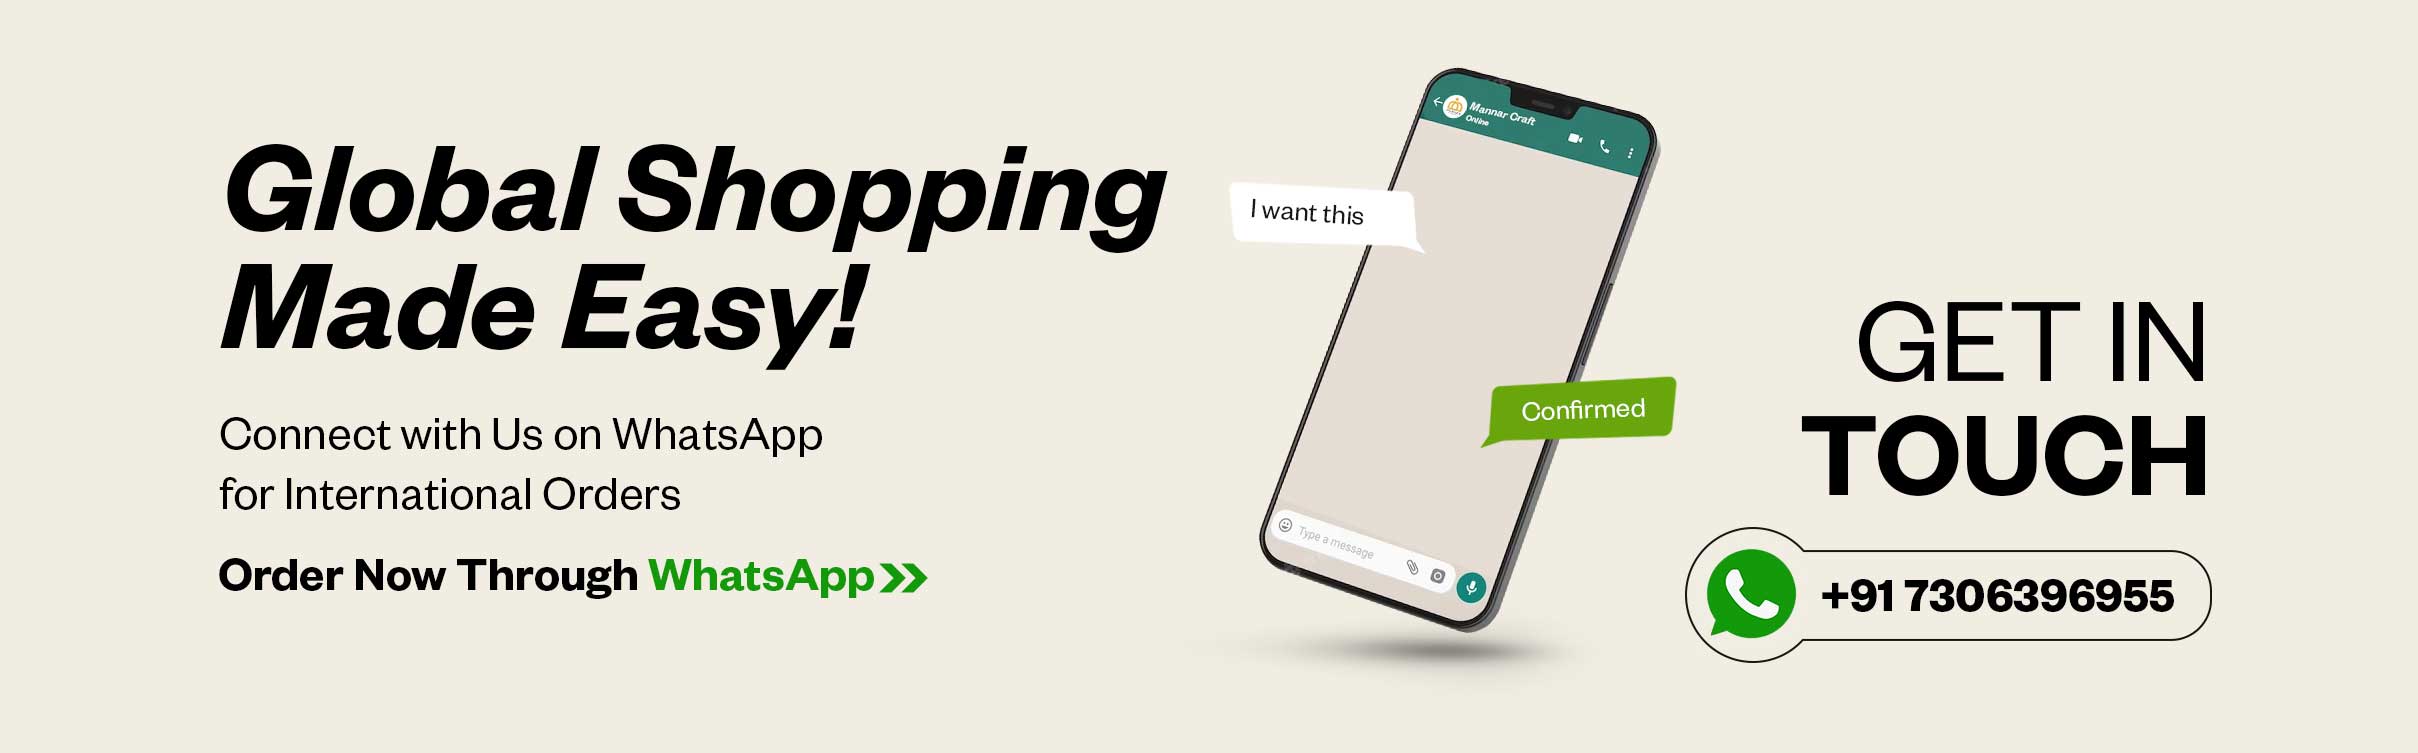 Global Shopping
Made Easy!
Connect with Us on WhatsApp
for International Orders
Order Now Through WhatsApp
Mannar Craft
Online
I want this
Confirmed
Type a message
GET IN
TOUCH
+91 7306396955